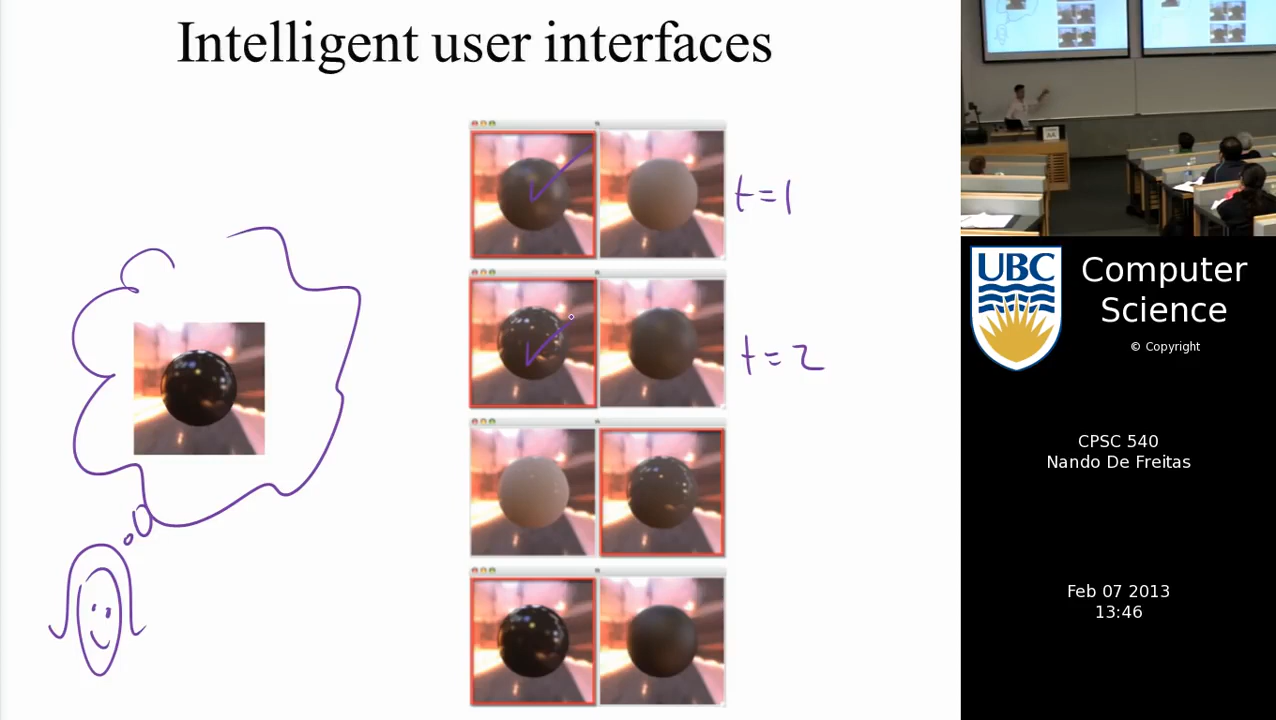 Intelligent user interfaces
t=1
t=2
UBC
Computer
Science
© Copyright
CPSC 540
Nando De Freitas
Feb 07 2013
13:46